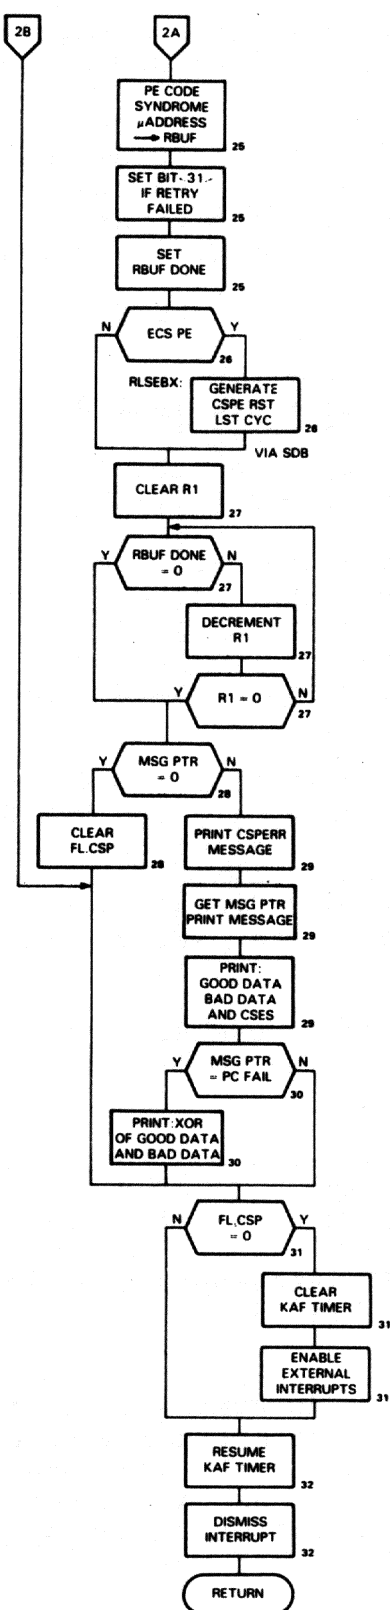 2B
2A
PE CODE
SYNDROME
µADDRESS
→ RBUF
25
SET BIT- 31.-
IF RETRY
FAILED
25
SET
RBUF DONE
25
N
ECS PE
Y
26
RLSEBX:
GENERATE
CSPE RST
LST CYC
26
VIA SDB
CLEAR R1
27
Y
RBUF DONE
= 0
N
27
DECREMENT
R1
27
Y
R1 = 0
N
27
Y
MSG PTR
= 0
N
28
CLEAR
FL.CSP
28
PRINT CSPERR
MESSAGE
29
GET MSG PTR
PRINT MESSAGE
29
PRINT:
GOOD DATA
BAD DATA
AND CSES
29
Y
MSG PTR
= PC FAIL
N
30
PRINT:XOR
OF GOOD DATA
AND BAD DATA
30
N
FL.CSP
= 0
Y
31
CLEAR
KAF TIMER
31
ENABLE
EXTERNAL
INTERRUPTS
31
RESUME
KAF TIMER
32
DISMISS
INTERRUPT
32
RETURN